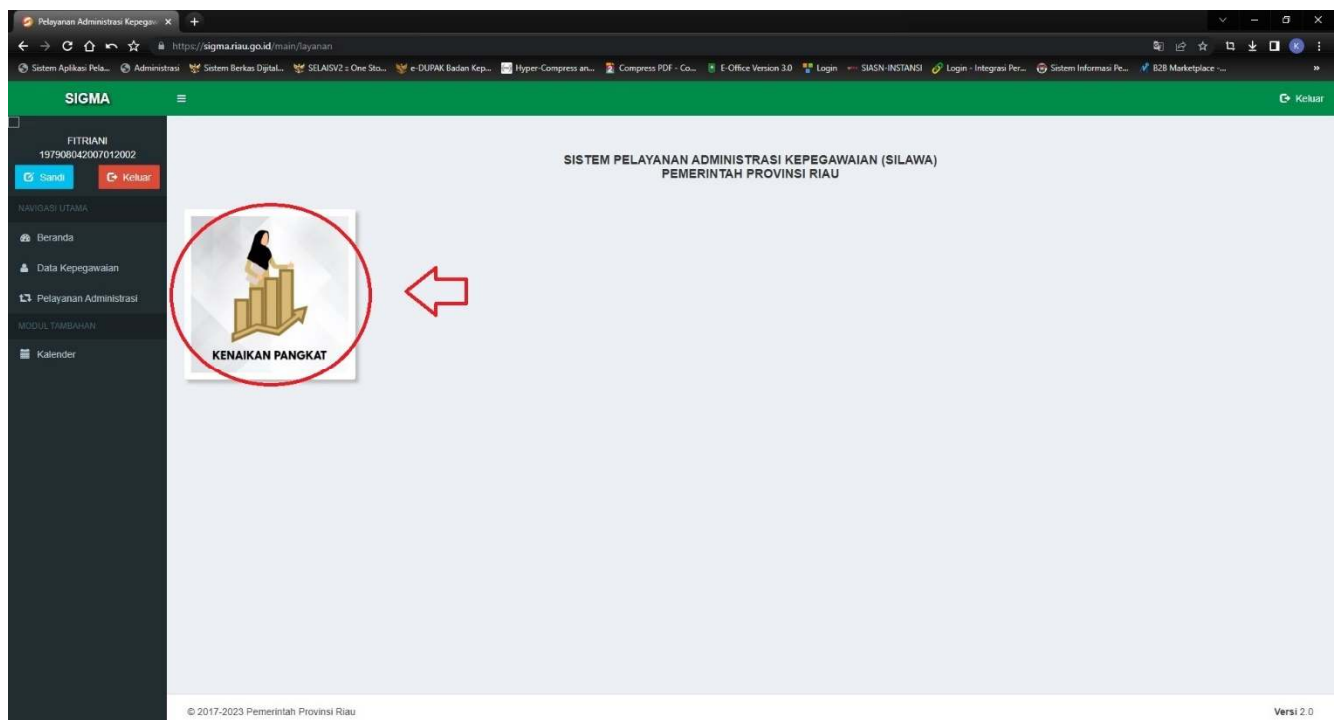 Pelayanan Administrasi Kepegaw
https://sigma.riau.go.id/main/layanan
K
Sistem Aplikasi Pela... Administrasi Sistem Berkas Dijital... SELAISV2 :: One Sto... e-DUPAK Badan Kep... Hyper-Compress an... Compress PDF - Co... E-Office Version 3.0 Login SIASN-INSTANSI Login - Integrasi Per... Sistem Informasi Pe... B2B Marketplace -... »
SIGMA Keluar
FITRIANI
197908042007012002
Sandi Keluar
NAVIGASI UTAMA
Beranda
Data Kepegawaian
Pelayanan Administrasi
MODUL TAMBAHAN
Kalender
SISTEM PELAYANAN ADMINISTRASI KEPEGAWAIAN (SILAWA)
PEMERINTAH PROVINSI RIAU
KENAIKAN PANGKAT
© 2017-2023 Pemerintah Provinsi Riau Versi 2.0